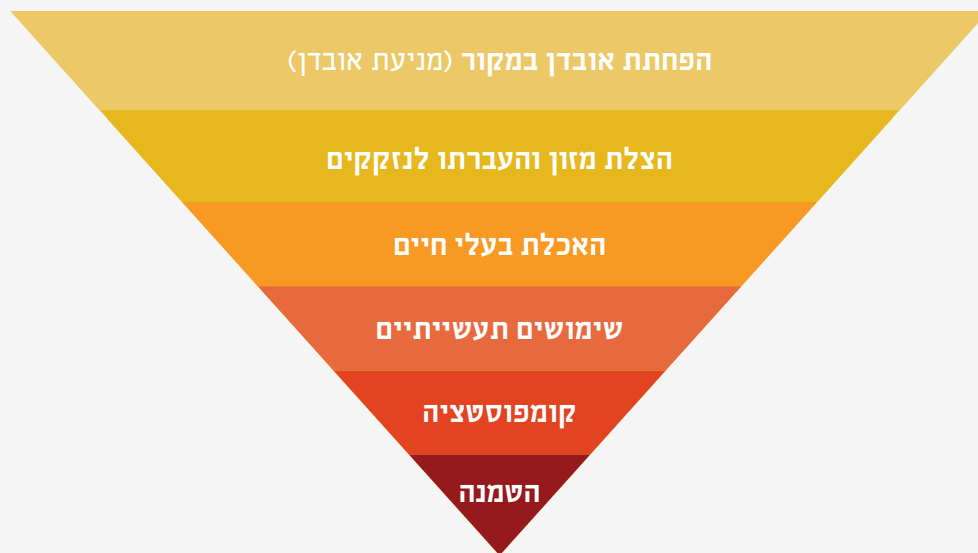 הפחתת אובדן במקור (מניעת אובדן)
הצלת מזון והעברתו לנזקקים
האכלת בעלי חיים
שימושים תעשייתיים
קומפוסטציה
הטמנה